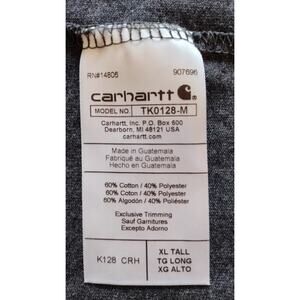 RN#14806 907696
carhartt
MODEL NO. TK0128-M
Carhartt, Inc. P.O. Box 600
Dearborn, MI 48121 USA
carhartt.com
Made in Guatemala
Fabriqué au Guatemala
Hecho en Guatemala
60% Cotton / 40% Polyester
60% Coton / 40% Polyester
60% Algodón / 40% Poliéster
Exclusive Trimming
Sauf Garnitures
Excepto Adorno
K128 CRH
XL TALL
TG LONG
XG ALTO